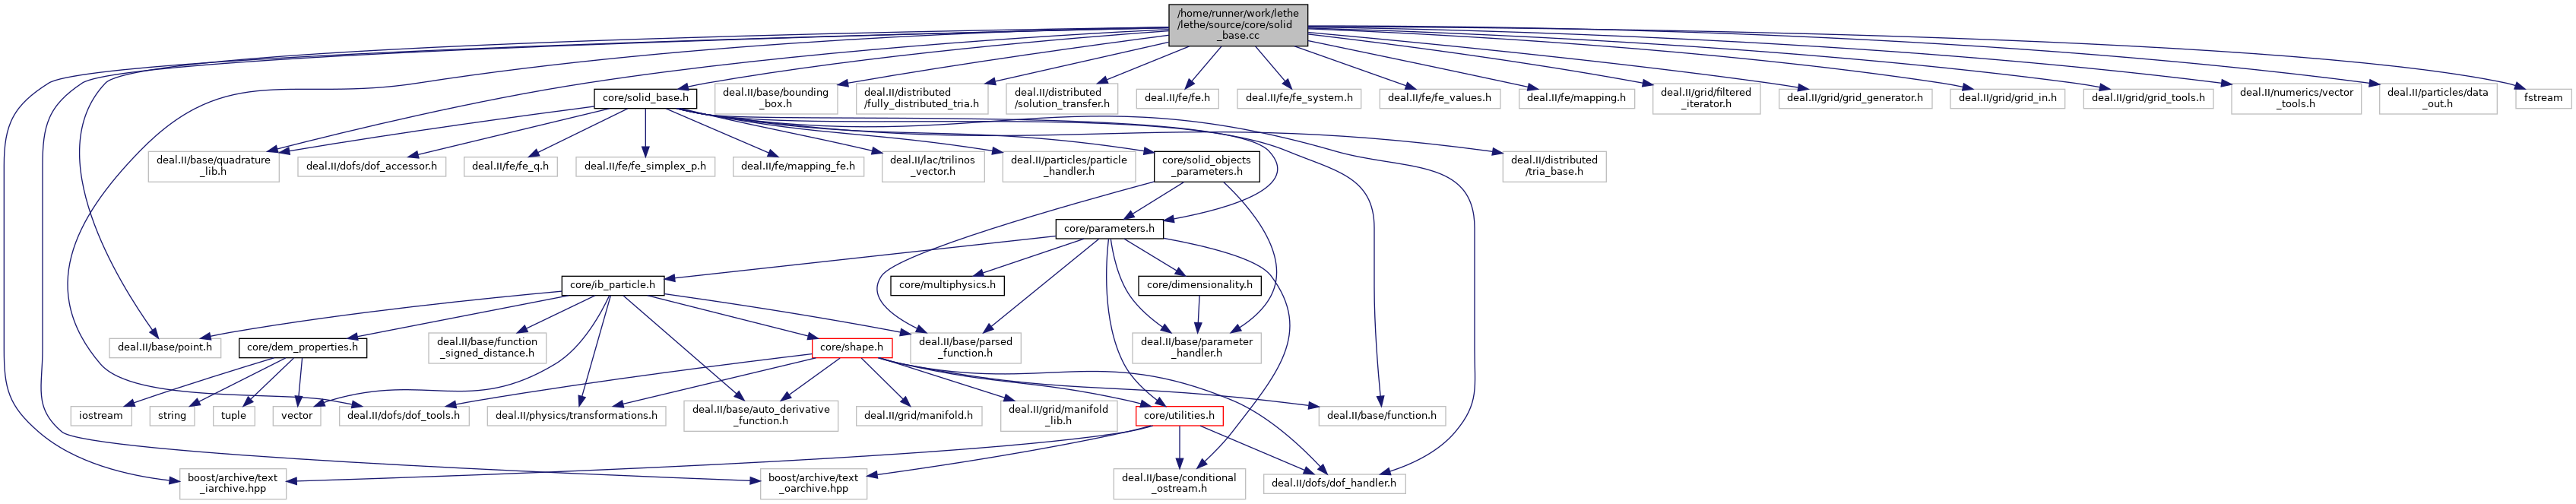 /home/runner/work/lethe
/lethe/source/core/solid
_base.cc
core/solid_base.h
deal.II/base/bounding
_box.h
deal.II/distributed
/fully_distributed_tria.h
deal.II/distributed
/solution_transfer.h
deal.II/fe/fe.h
deal.II/fe/fe_system.h
deal.II/fe/fe_values.h
deal.II/fe/mapping.h
deal.II/grid/filtered
_iterator.h
deal.II/grid/grid_generator.h
deal.II/grid/grid_in.h
deal.II/grid/grid_tools.h
deal.II/numerics/vector
_tools.h
deal.II/particles/data
_out.h
fstream
deal.II/base/quadrature
_lib.h
deal.II/dofs/dof_accessor.h
deal.II/fe/fe_q.h
deal.II/fe/fe_simplex_p.h
deal.II/fe/mapping_fe.h
deal.II/lac/trilinos
_vector.h
deal.II/particles/particle
_handler.h
core/solid_objects
_parameters.h
deal.II/distributed
/tria_base.h
core/parameters.h
core/ib_particle.h
core/multiphysics.h
core/dimensionality.h
deal.II/base/point.h
core/dem_properties.h
deal.II/base/function
_signed_distance.h
core/shape.h
deal.II/base/parsed
_function.h
deal.II/base/parameter
_handler.h
iostream
string
tuple
vector
deal.II/dofs/dof_tools.h
deal.II/physics/transformations.h
deal.II/base/auto_derivative
_function.h
deal.II/grid/manifold.h
deal.II/grid/manifold
_lib.h
core/utilities.h
deal.II/base/function.h
boost/archive/text
_iarchive.hpp
boost/archive/text
_oarchive.hpp
deal.II/base/conditional
_ostream.h
deal.II/dofs/dof_handler.h